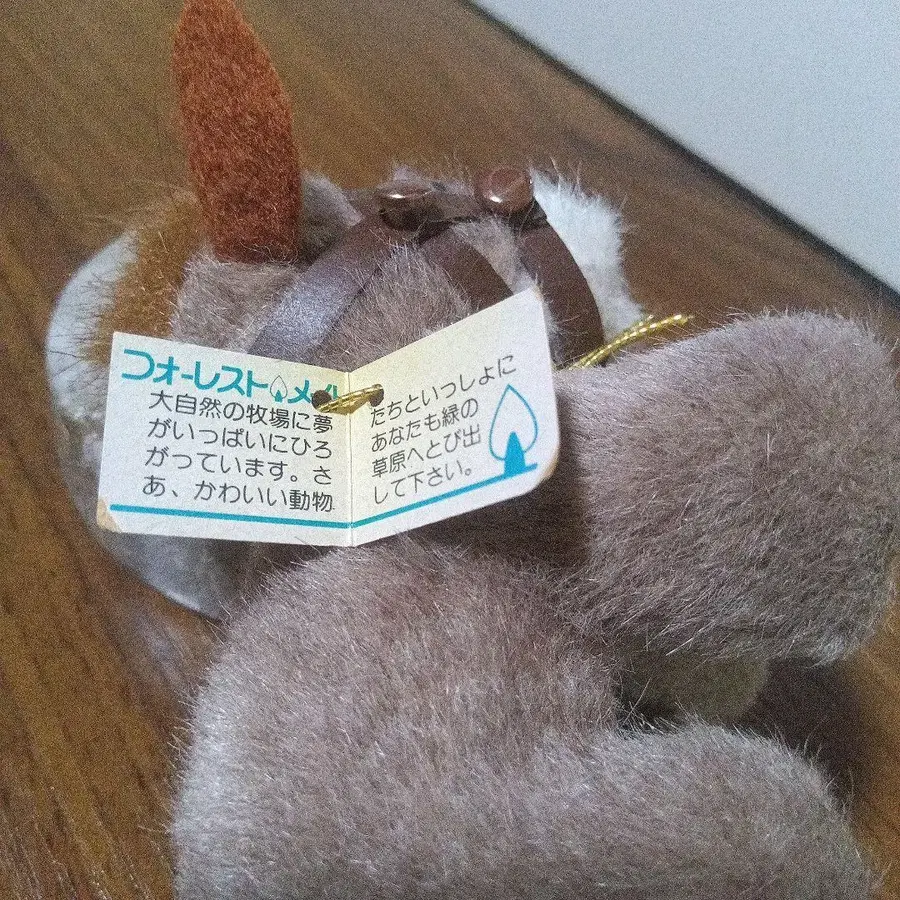 フォーレスト メイト
大自然の牧場に夢
がいっぱいにひろ
がっています。さ
あ、かわいい動物
たちといっしょに
あなたも緑の
草原へとび出
して下さい。